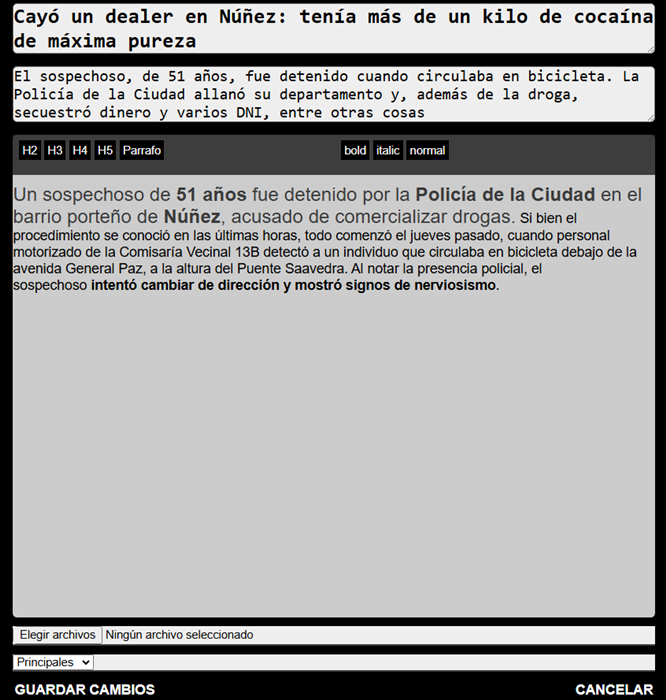 Cayó un dealer en Núñez: tenía más de un kilo de cocaína
de máxima pureza
El sospechoso, de 51 años, fue detenido cuando circulaba en bicicleta. La
Policía de la Ciudad allanó su departamento y, además de la droga,
secuestró dinero y varios DNI, entre otras cosas
H2 H3 H4 H5 Parrafo bold italic normal
Un sospechoso de 51 años fue detenido por la Policía de la Ciudad en el
barrio porteño de Núñez, acusado de comercializar drogas. Si bien el
procedimiento se conoció en las últimas horas, todo comenzó el jueves pasado, cuando personal
motorizado de la Comisaría Vecinal 13B detectó a un individuo que circulaba en bicicleta debajo de la
avenida General Paz, a la altura del Puente Saavedra. Al notar la presencia policial, el
sospechoso intentó cambiar de dirección y mostró signos de nerviosismo.
Elegir archivos Ningún archivo seleccionado
Principales
GUARDAR CAMBIOS CANCELAR